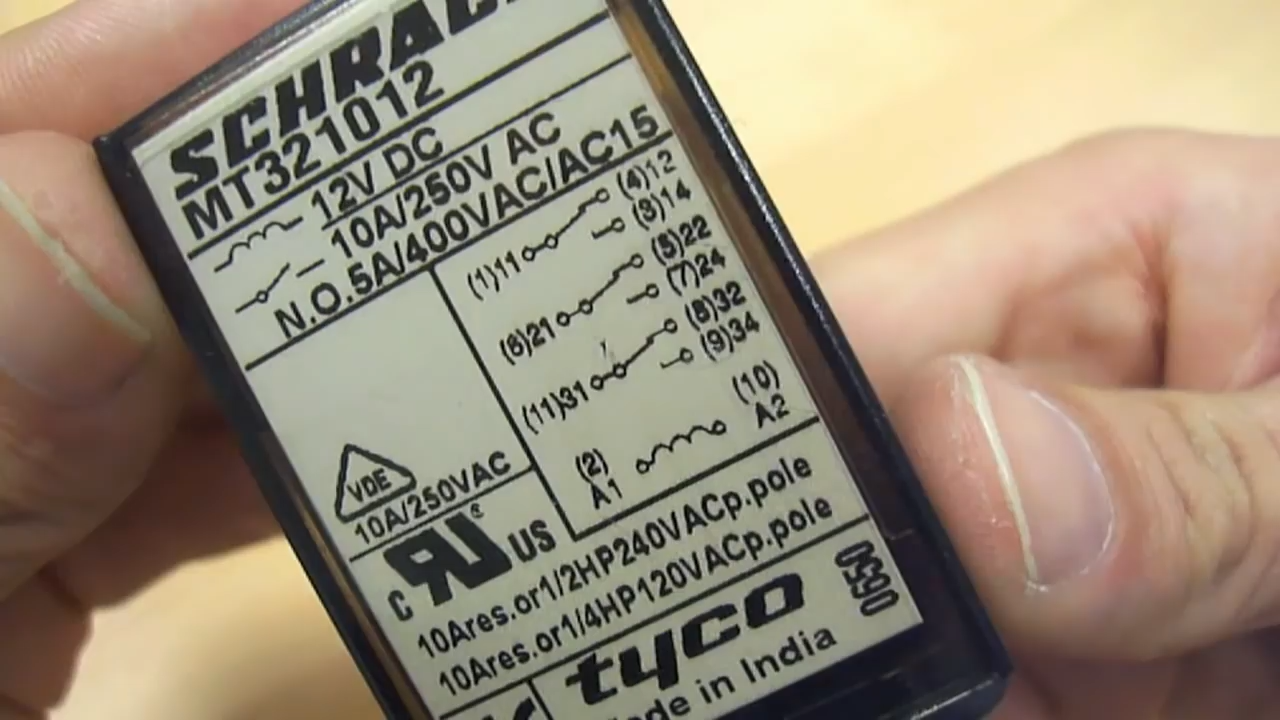 SCHRACK
MT321012
12V DC
10A/250V AC
N.O.5A/400VAC/AC15
(1)11
(4)12
(3)14
(6)21
(5)22
(7)24
(11)31
(8)32
(9)34
(2)
A1
(10)
A2
VDE
10A/250VAC
C
US
10Ares.or1/2HP240VACp.pole
10Ares.or1/4HP120VACp.pole
tyco
0650
Made in India